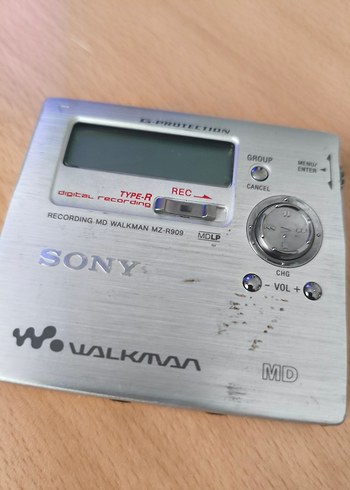 G-PROTECTION
GROUP
MENU/
ENTER
TYPE-R
digital recording
REC
CANCEL
RECORDING MD WALKMAN MZ-R909
MDLP
SONY
CHG
- VOL +
WALKMAN
MD